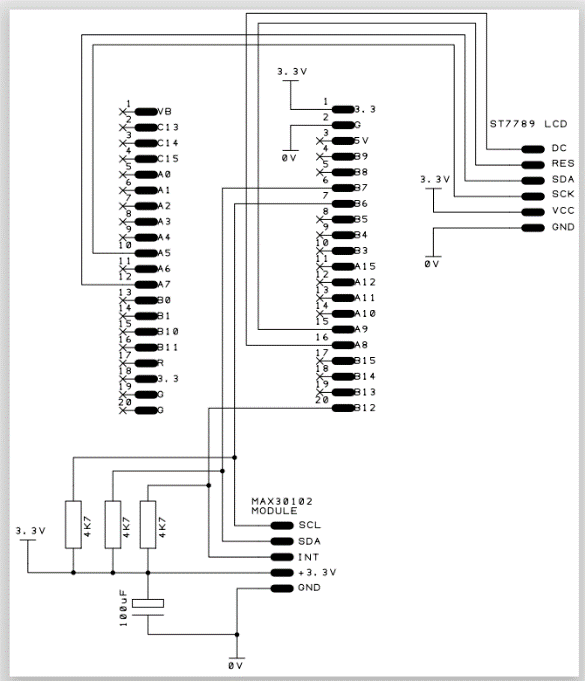 3.3V
1 VB
2 C13
3 C14
4 C15
5 A0
6 A1
7 A2
8 A3
9 A4
10 A5
11 A6
12 A7
13 B0
14 B1
15 B10
16 B11
17 R
18 3.3
19 G
20 G
0V
1 3.3
2 G
3 5V
4 B9
5 B8
6 B7
7 B6
8 B5
9 B4
10 B3
11 A15
12 A12
13 A11
14 A10
15 A9
16 A8
17 B15
18 B14
19 B13
20 B12
ST7789 LCD
DC
RES
SDA
SCK
VCC
GND
3.3V
0V
3.3V
4K7
4K7
4K7
100uF
MAX30102
MODULE
SCL
SDA
INT
+3.3V
GND
0V